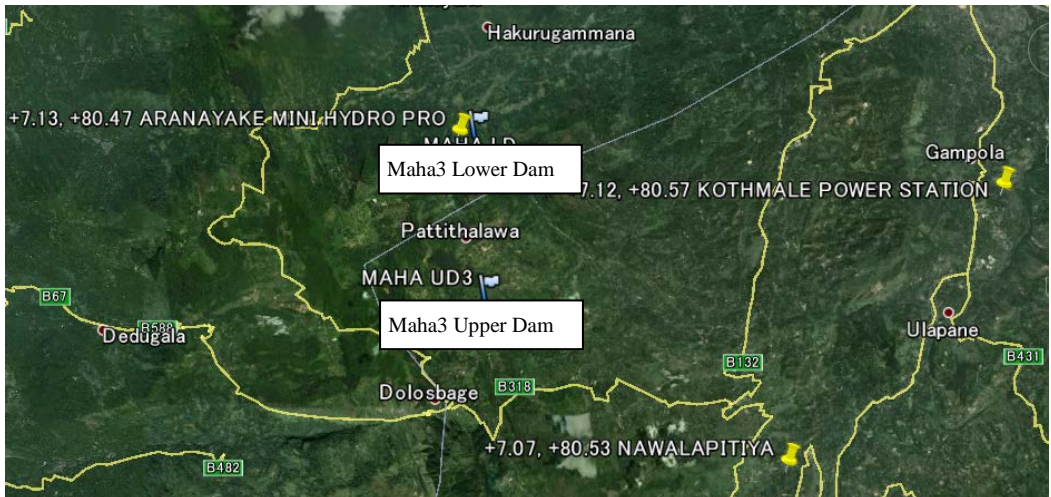 Hakurugammana
+7.13, +80.47 ARANAYAKE MINI HYDRO PRO
MAHA LD
Maha3 Lower Dam
Gampola
7.12, +80.57 KOTHMALE POWER STATION
Pattithalawa
MAHA UD3
B67
B588
Dedugala
Maha3 Upper Dam
Ulapane
B132
B431
Dolosbage
B318
+7.07, +80.53 NAWALAPITIYA
B482